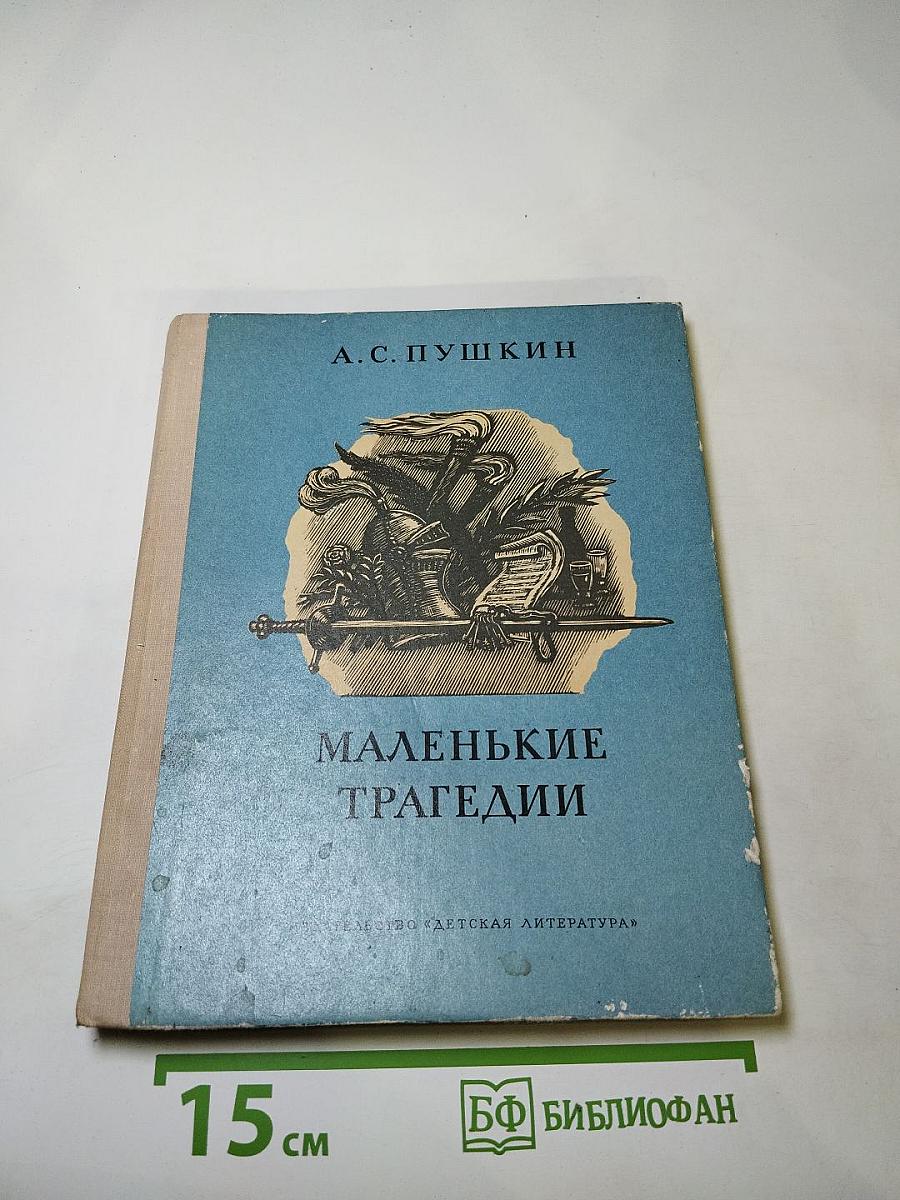 А. С. ПУШКИН
МАЛЕНЬКИЕ
ТРАГЕДИИ
«ДЕТСКАЯ ЛИТЕРАТУРА»
15 см
БФ БИБЛИОФАН